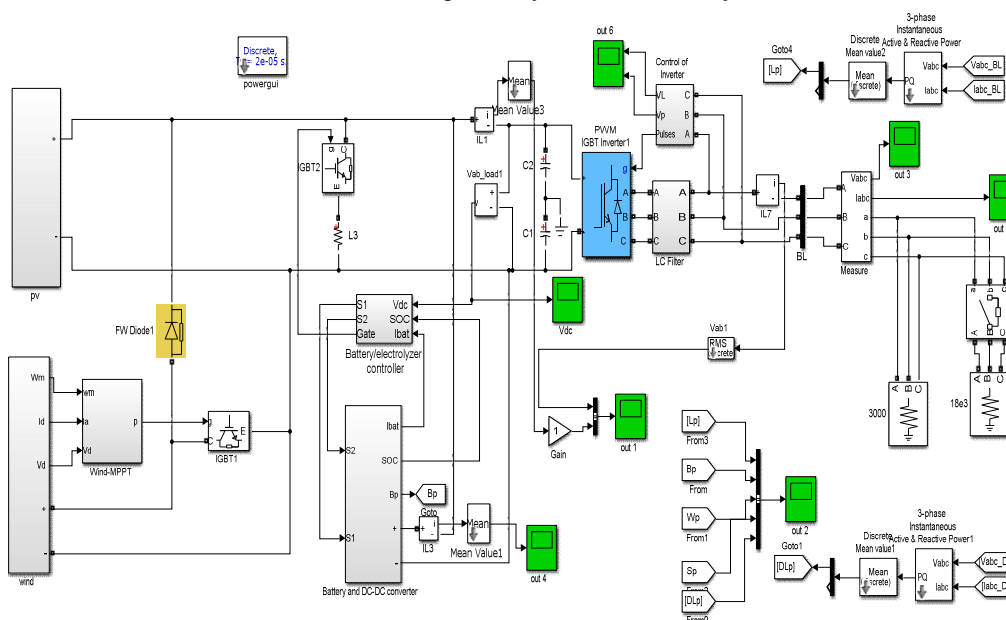 Discrete,
= 2e-05 s.
powergui
pv
+
-
IGBT2
g
C
E
L3
FW Diode1
Wm
Id
Vd
+
-
wind
wm
Ia
Vd
p
Wind-MPPT
g
C
E
IGBT1
S1
S2
Gate
Vdc
SOC
Ibat
Battery/electrolyzer
controller
S2
S1
Ibat
SOC
Bp
+
-
Battery and DC-DC converter
Bp
Goto
+
i
-
IL3
Mean
Mean Value1
out 4
+
i
-
IL1
Mean
Mean Value3
Vab_load1
+
v
-
C2
C1
Vdc
Gain
1
out 1
out 6
Control of
Inverter
VL
Vp
Pulses
C
B
A
PWM
IGBT Inverter1
g
+
-
A
B
C
A
B
C
A
B
C
LC Filter
+
i
-
IL7
BL
Vab1
RMS
[Lp]
From3
Bp
From
Wp
From1
Sp
[DLp]
out 2
Goto4
[Lp]
Discrete
Mean value2
Mean
3-phase
Instantaneous
Active & Reactive Power
PQ
Vabc
Iabc
Vabc_BL
Iabc_BL
out 3
out
A
B
C
Vabc
Iabc
a
b
c
Measure
A
B
C
3000
a
b
c
A
B
C
A
B
C
18e3
Goto1
[DLp]
Discrete
Mean value1
Mean
3-phase
Instantaneous
Active & Reactive Power1
PQ
Vabc
Iabc